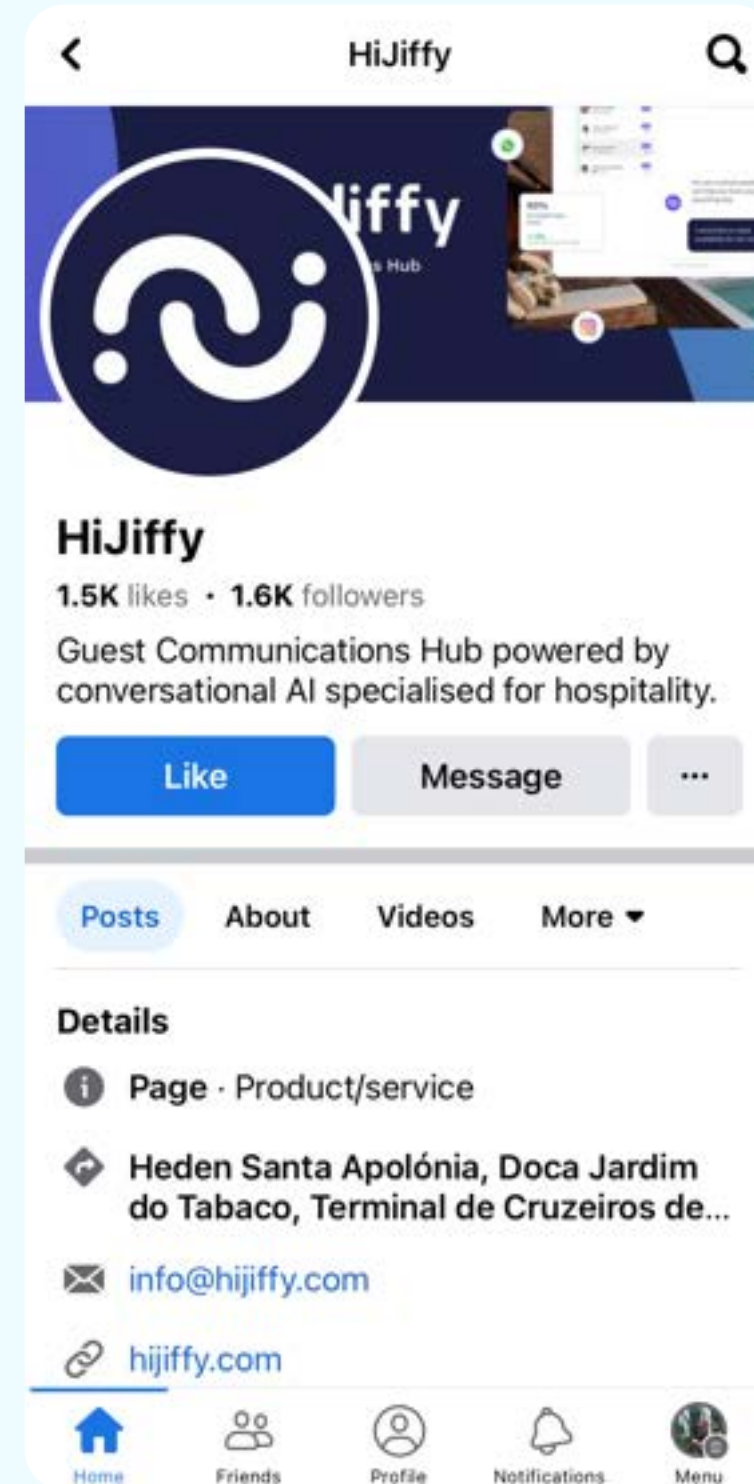 HiJiffy
Jiffy
s Hub
HiJiffy
1.5K likes · 1.6K followers
Guest Communications Hub powered by
conversational AI specialised for hospitality.
Like
Message
Posts
About
Videos
More
Details
Page · Product/service
Heden Santa Apolónia, Doca Jardim
do Tabaco, Terminal de Cruzeiros de...
info@hijiffy.com
hijiffy.com
Home
Friends
Profile
Notifications
Menu